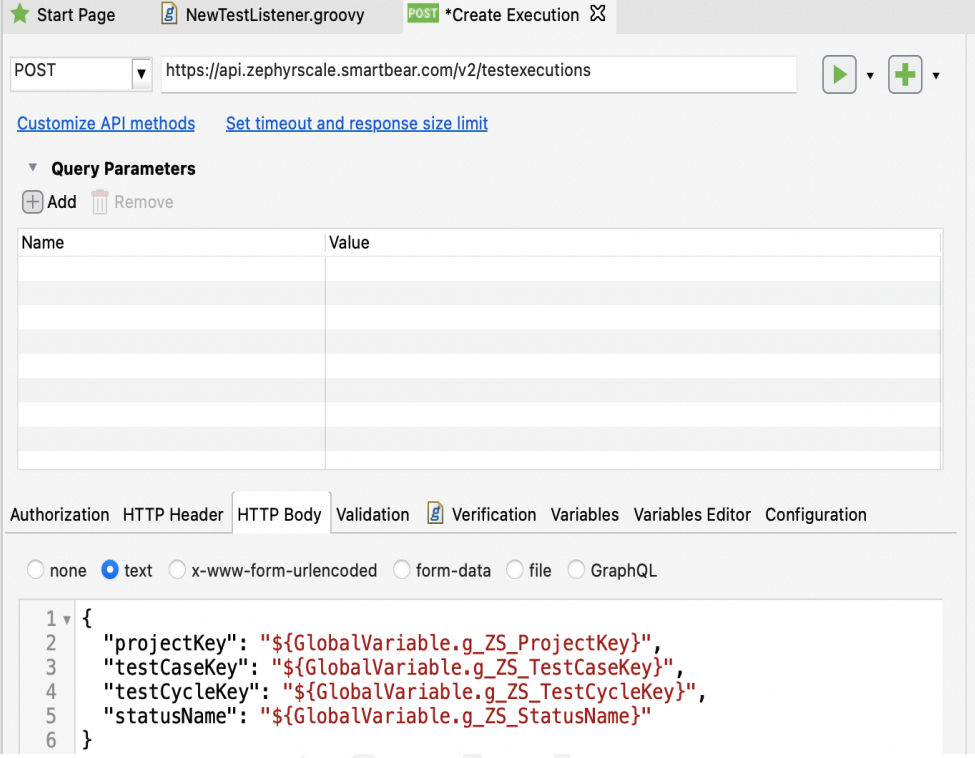 Start Page NewTestListener.groovy POST *Create Execution
POST https://api.zephyrscale.smartbear.com/v2/testexecutions
Customize API methods Set timeout and response size limit
Query Parameters
Add Remove
Name Value
Authorization HTTP Header HTTP Body Validation Verification Variables Variables Editor Configuration
none text x-www-form-urlencoded form-data file GraphQL
1 {
2 "projectKey": "${GlobalVariable.g_ZS_ProjectKey}",
3 "testCaseKey": "${GlobalVariable.g_ZS_TestCaseKey}",
4 "testCycleKey": "${GlobalVariable.g_ZS_TestCycleKey}",
5 "statusName": "${GlobalVariable.g_ZS_StatusName}"
6 }